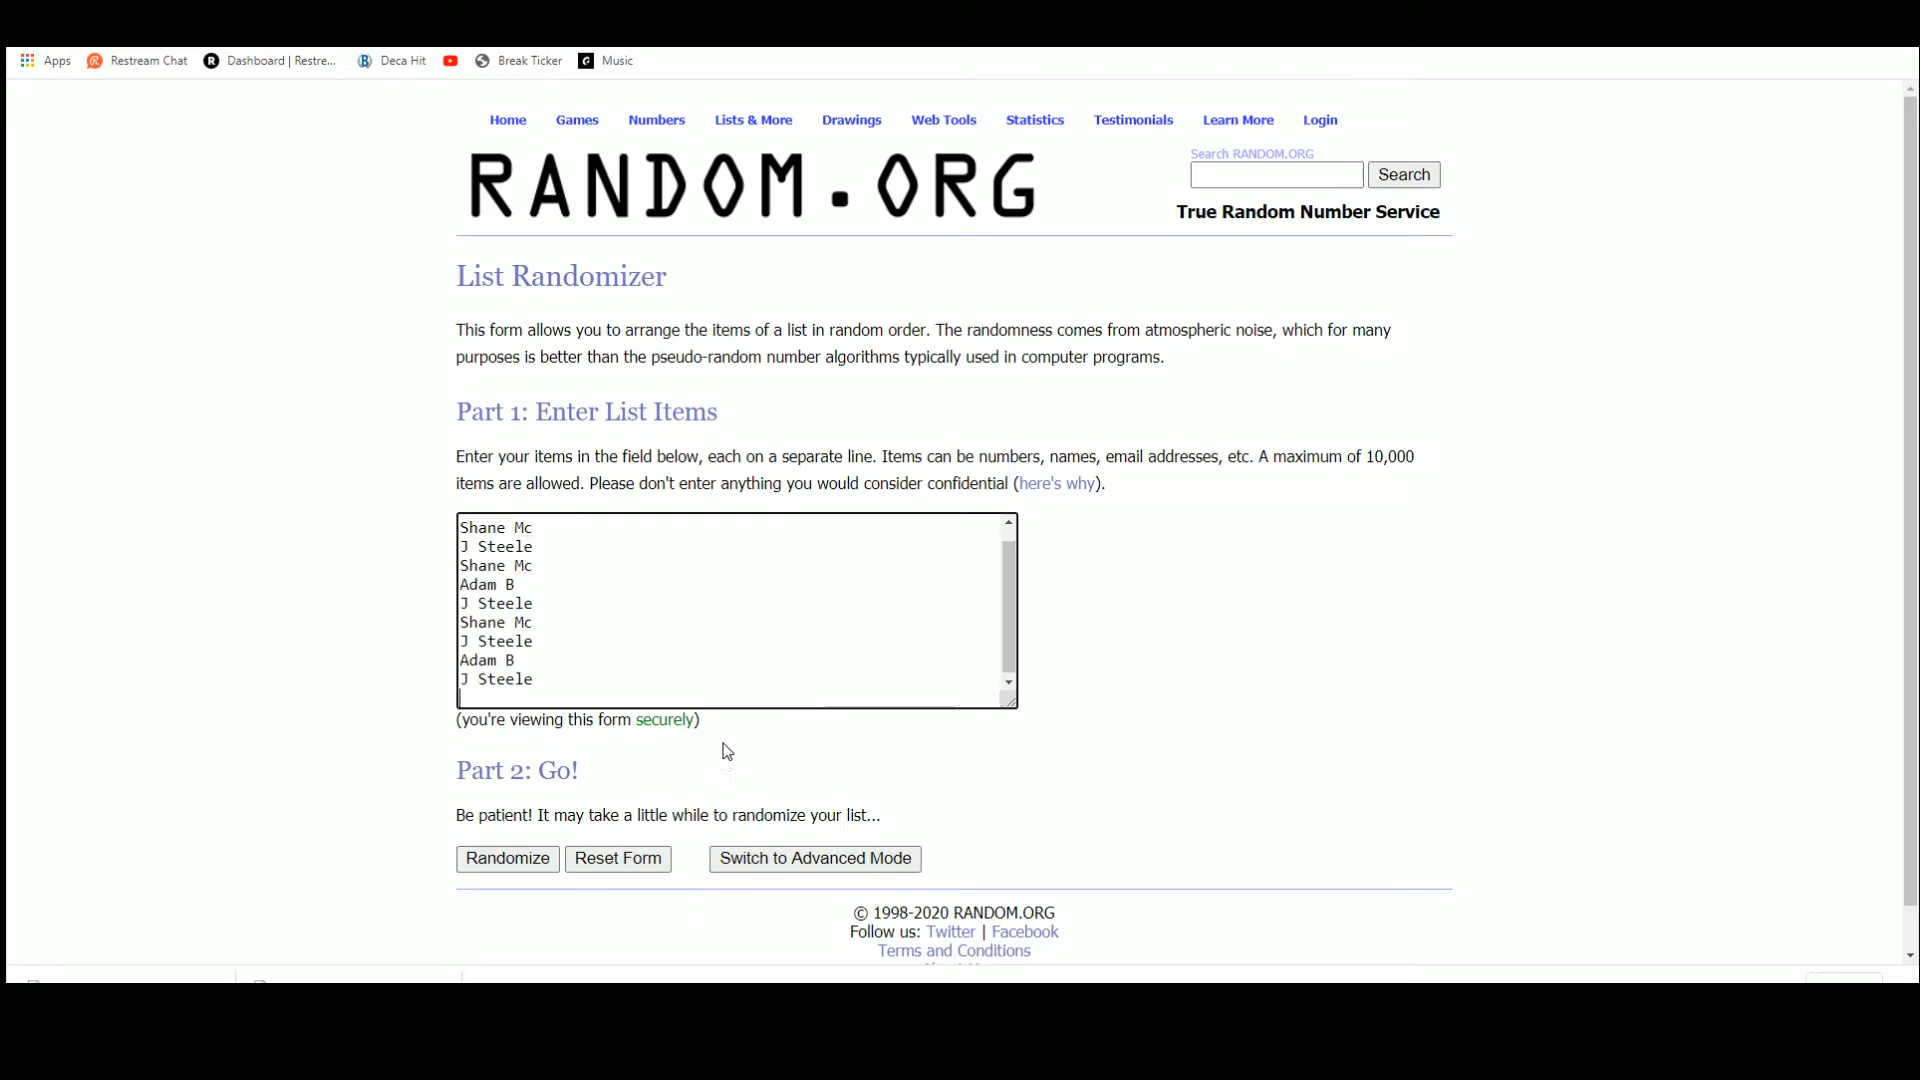 Apps Restream Chat Dashboard | Restre... Deca Hit Break Ticker Music
Home Games Numbers Lists & More Drawings Web Tools Statistics Testimonials Learn More Login
RANDOM.ORG
Search RANDOM.ORG
Search
True Random Number Service
List Randomizer
This form allows you to arrange the items of a list in random order. The randomness comes from atmospheric noise, which for many
purposes is better than the pseudo-random number algorithms typically used in computer programs.
Part 1: Enter List Items
Enter your items in the field below, each on a separate line. Items can be numbers, names, email addresses, etc. A maximum of 10,000
items are allowed. Please don't enter anything you would consider confidential (here's why).
Shane Mc
J Steele
Shane Mc
Adam B
J Steele
Shane Mc
J Steele
Adam B
J Steele
(you're viewing this form securely)
Part 2: Go!
Be patient! It may take a little while to randomize your list...
Randomize Reset Form Switch to Advanced Mode
© 1998-2020 RANDOM.ORG
Follow us: Twitter | Facebook
Terms and Conditions